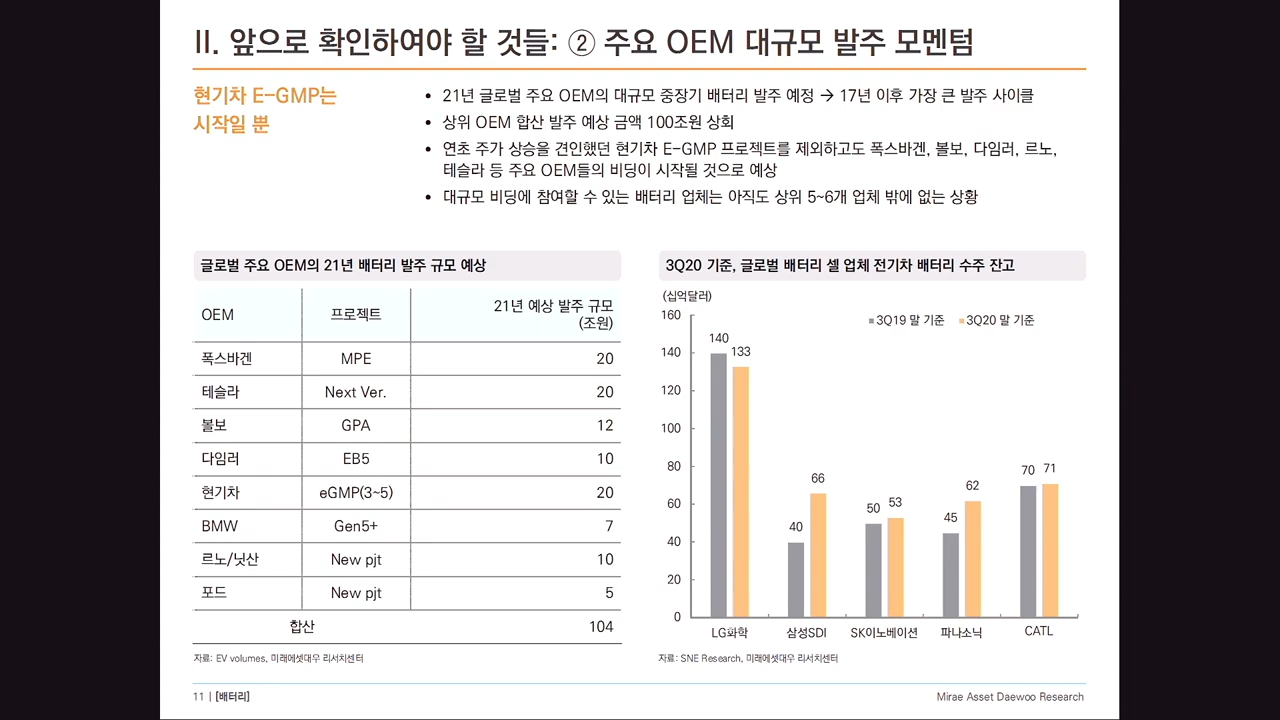 II. 앞으로 확인하여야 할 것들: ② 주요 OEM 대규모 발주 모멘텀
현기차 E-GMP는
시작일 뿐
• 21년 글로벌 주요 OEM의 대규모 중장기 배터리 발주 예정 → 17년 이후 가장 큰 발주 사이클
• 상위 OEM 합산 발주 예상 금액 100조원 상회
• 연초 주가 상승을 견인했던 현기차 E-GMP 프로젝트를 제외하고도 폭스바겐, 볼보, 다임러, 르노,
테슬라 등 주요 OEM들의 비딩이 시작될 것으로 예상
• 대규모 비딩에 참여할 수 있는 배터리 업체는 아직도 상위 5~6개 업체 밖에 없는 상황
글로벌 주요 OEM의 21년 배터리 발주 규모 예상
OEM 프로젝트 21년 예상 발주 규모
(조원)
폭스바겐 MPE 20
테슬라 Next Ver. 20
볼보 GPA 12
다임러 EB5 10
현기차 eGMP(3~5) 20
BMW Gen5+ 7
르노/닛산 New pjt 10
포드 New pjt 5
합산 104
자료: EV volumes, 미래에셋대우 리서치센터
3Q20 기준, 글로벌 배터리 셀 업체 전기차 배터리 수주 잔고
(십억달러)
3Q19 말 기준 3Q20 말 기준
160
140
120
100
80
60
40
20
0
140 133
40 66
50 53
45 62
70 71
LG화학 삼성SDI SK이노베이션 파나소닉 CATL
자료: SNE Research, 미래에셋대우 리서치센터
11 | [배터리]
Mirae Asset Daewoo Research